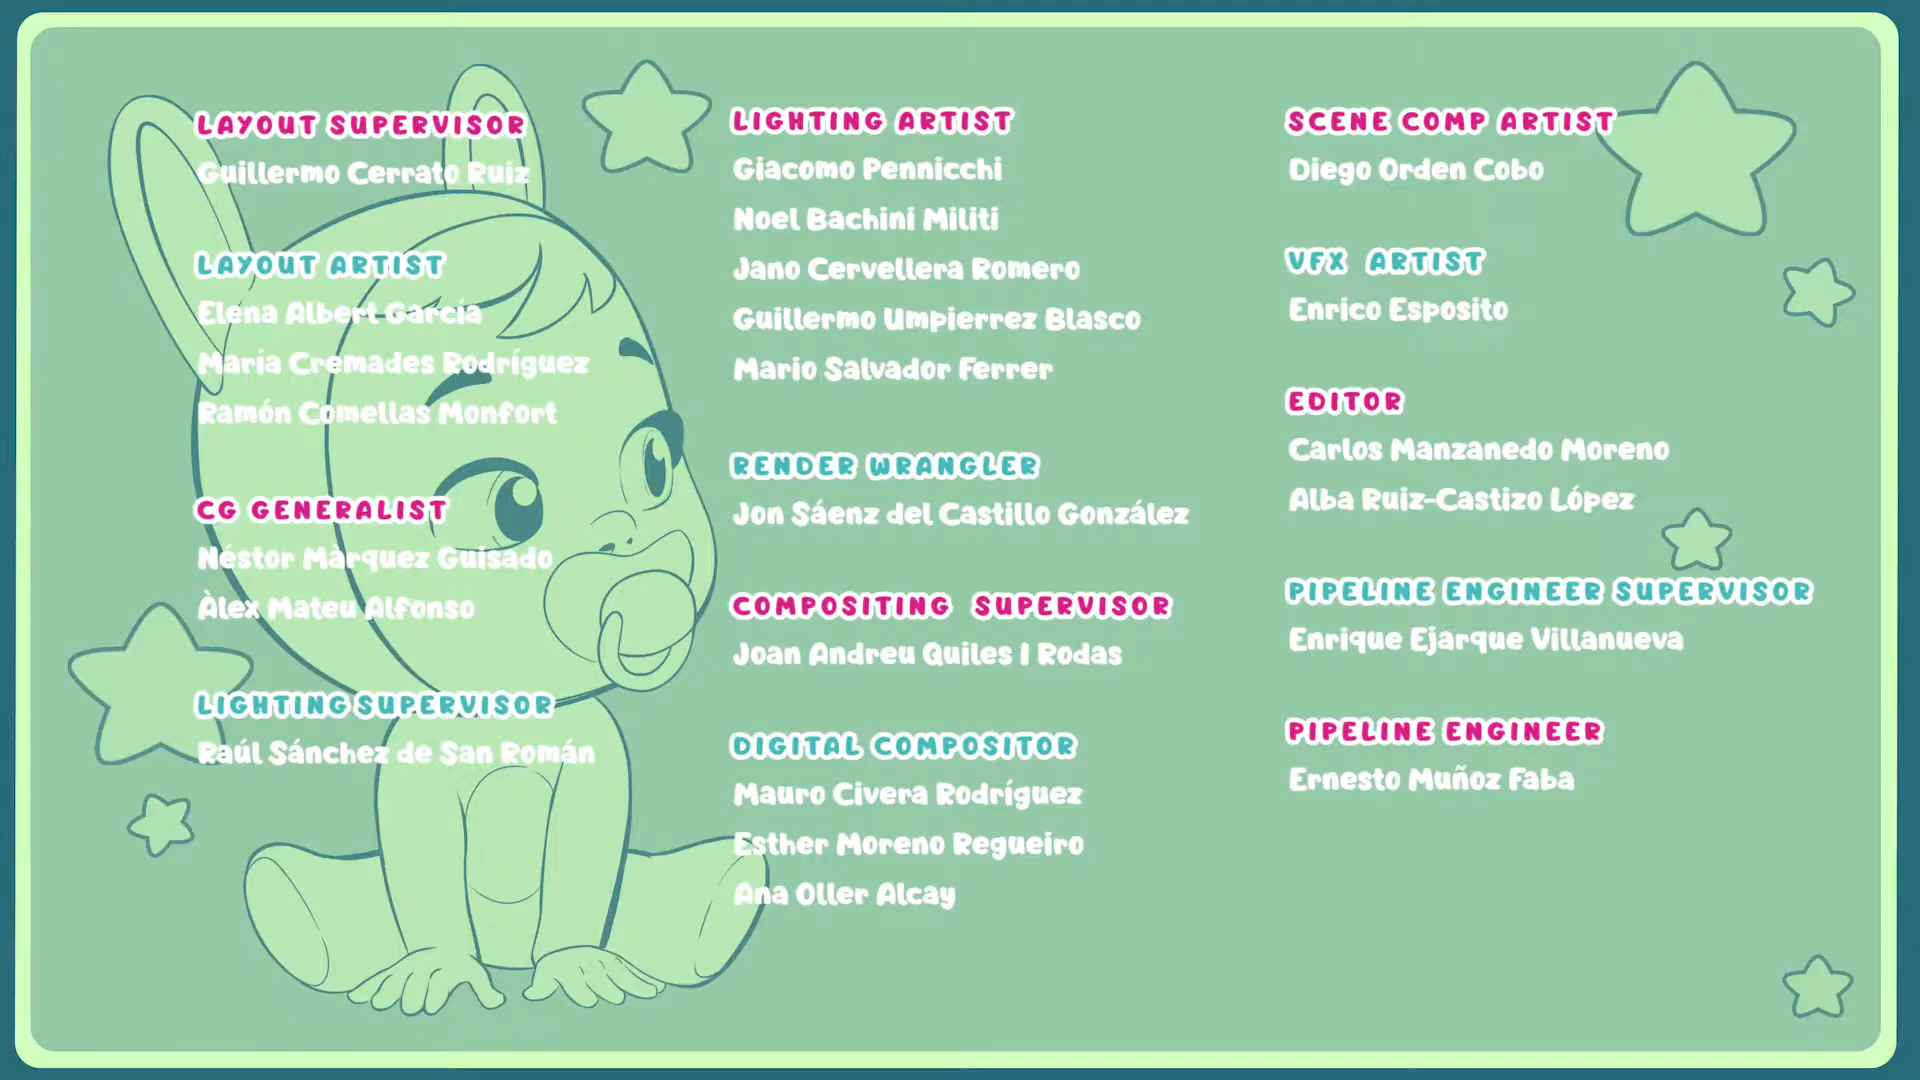 LAYOUT SUPERVISOR
Guillermo Cerrato Ruiz
LAYOUT ARTIST
Elena Albert García
María Cremades Rodríguez
Ramón Comellas Monfort
CG GENERALIST
Néstor Màrquez Guisado
Àlex Mateu Alfonso
LIGHTING SUPERVISOR
Raúl Sánchez de San Román
LIGHTING ARTIST
Giacomo Pennicchi
Noel Bachini Militi
Jano Cervellera Romero
Guillermo Umpierrez Blasco
Mario Salvador Ferrer
RENDER WRANGLER
Jon Sáenz del Castillo González
COMPOSITING SUPERVISOR
Joan Andreu Quiles I Rodas
DIGITAL COMPOSITOR
Mauro Civera Rodríguez
Esther Moreno Regueiro
Ana Oller Alcay
SCENE COMP ARTIST
Diego Orden Cobo
VFX ARTIST
Enrico Esposito
EDITOR
Carlos Manzanedo Moreno
Alba Ruiz-Castizo López
PIPELINE ENGINEER SUPERVISOR
Enrique Ejarque Villanueva
PIPELINE ENGINEER
Ernesto Muñoz Faba